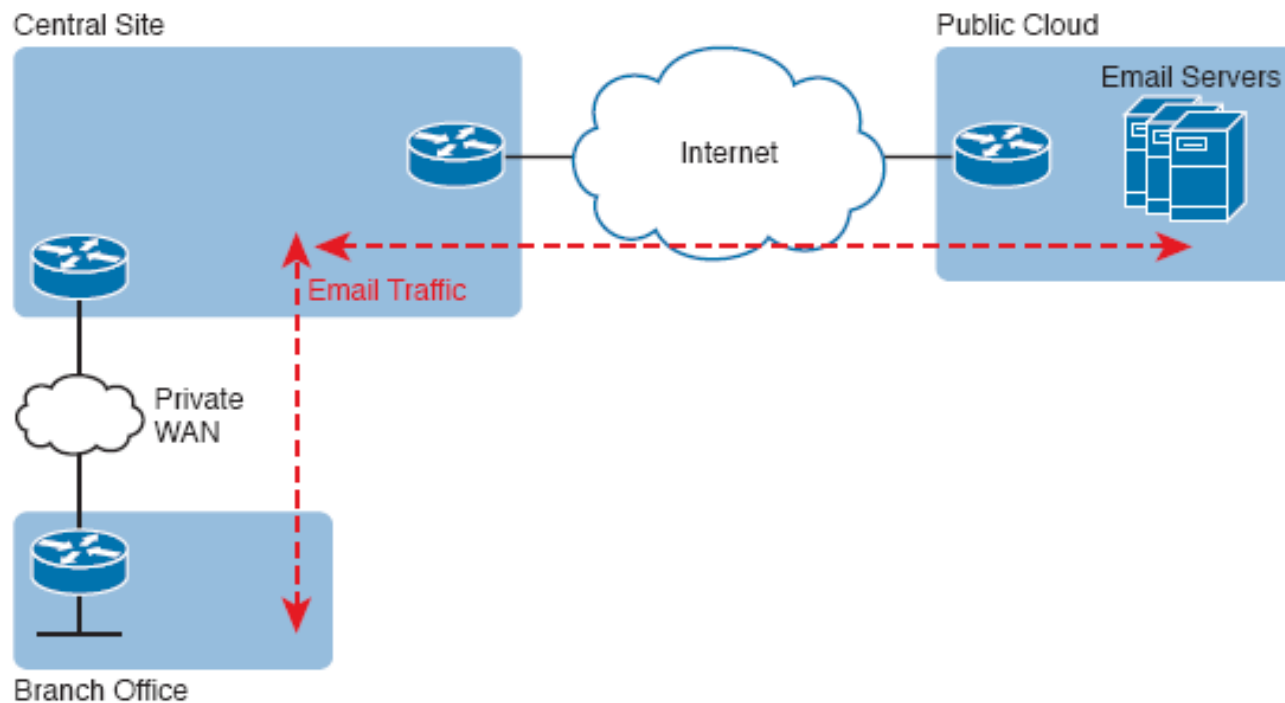 Central Site
Public Cloud
Email Servers
Internet
Email Traffic
Private
WAN
Branch Office